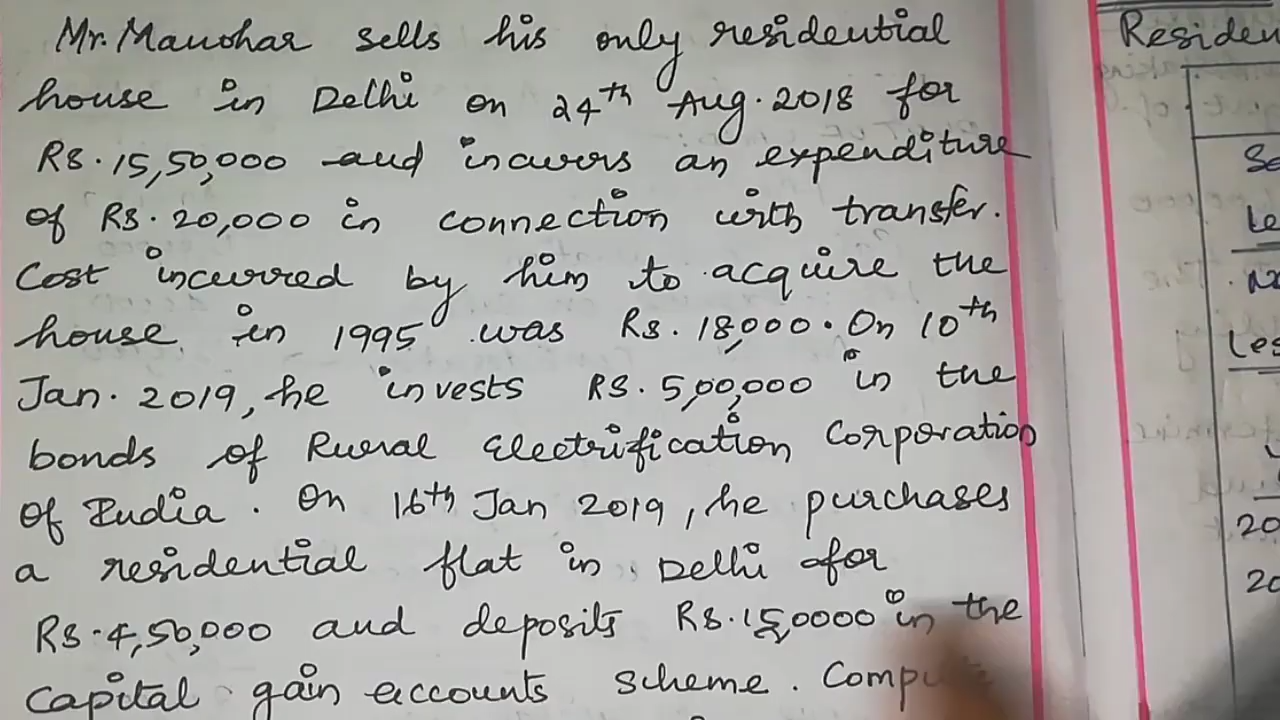 Mr. Manohar sells his only residential
house in Delhi on 24th Aug. 2018 for
Rs. 15,50,000 and incurrs an expenditure
of Rs. 20,000 in connection with transfer.
Cost incurred by him to acquire the
house in 1995 was Rs. 18,000. On 10th
Jan. 2019, he invests Rs. 5,00,000 in the
bonds of Rural Electrification Corporation
of India. On 16th Jan 2019, he purchases
a residential flat in Delhi for
Rs. 4,50,000 and deposits Rs. 15,0000 in the
Capital gain accounts scheme.
Residen
Se
Le
Les
20
20